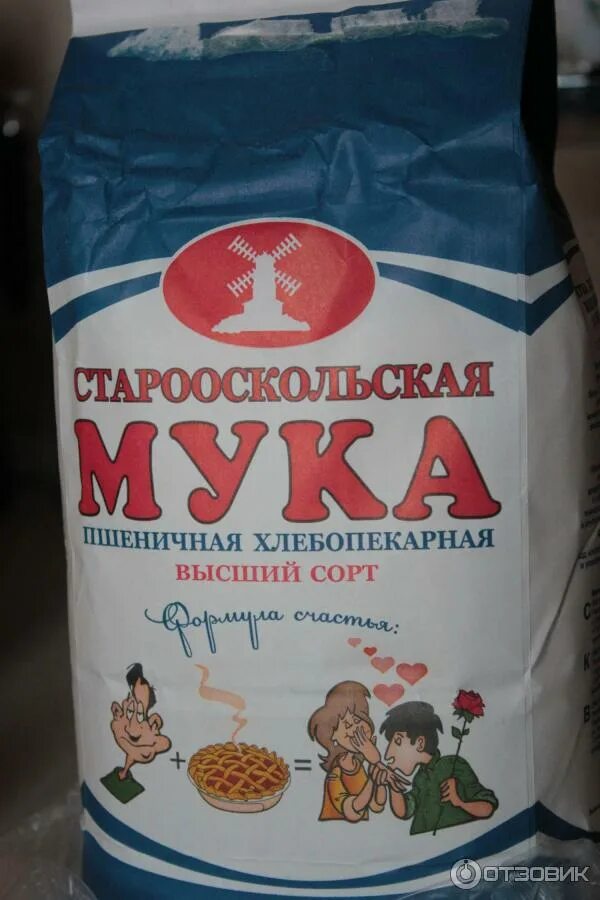 СТАРООСКОЛЬСКАЯ
МУКА
ПШЕНИЧНАЯ ХЛЕБОПЕКАРНАЯ
ВЫСШИЙ СОРТ
Формула счастья:
+ =
ОТЗОВИК